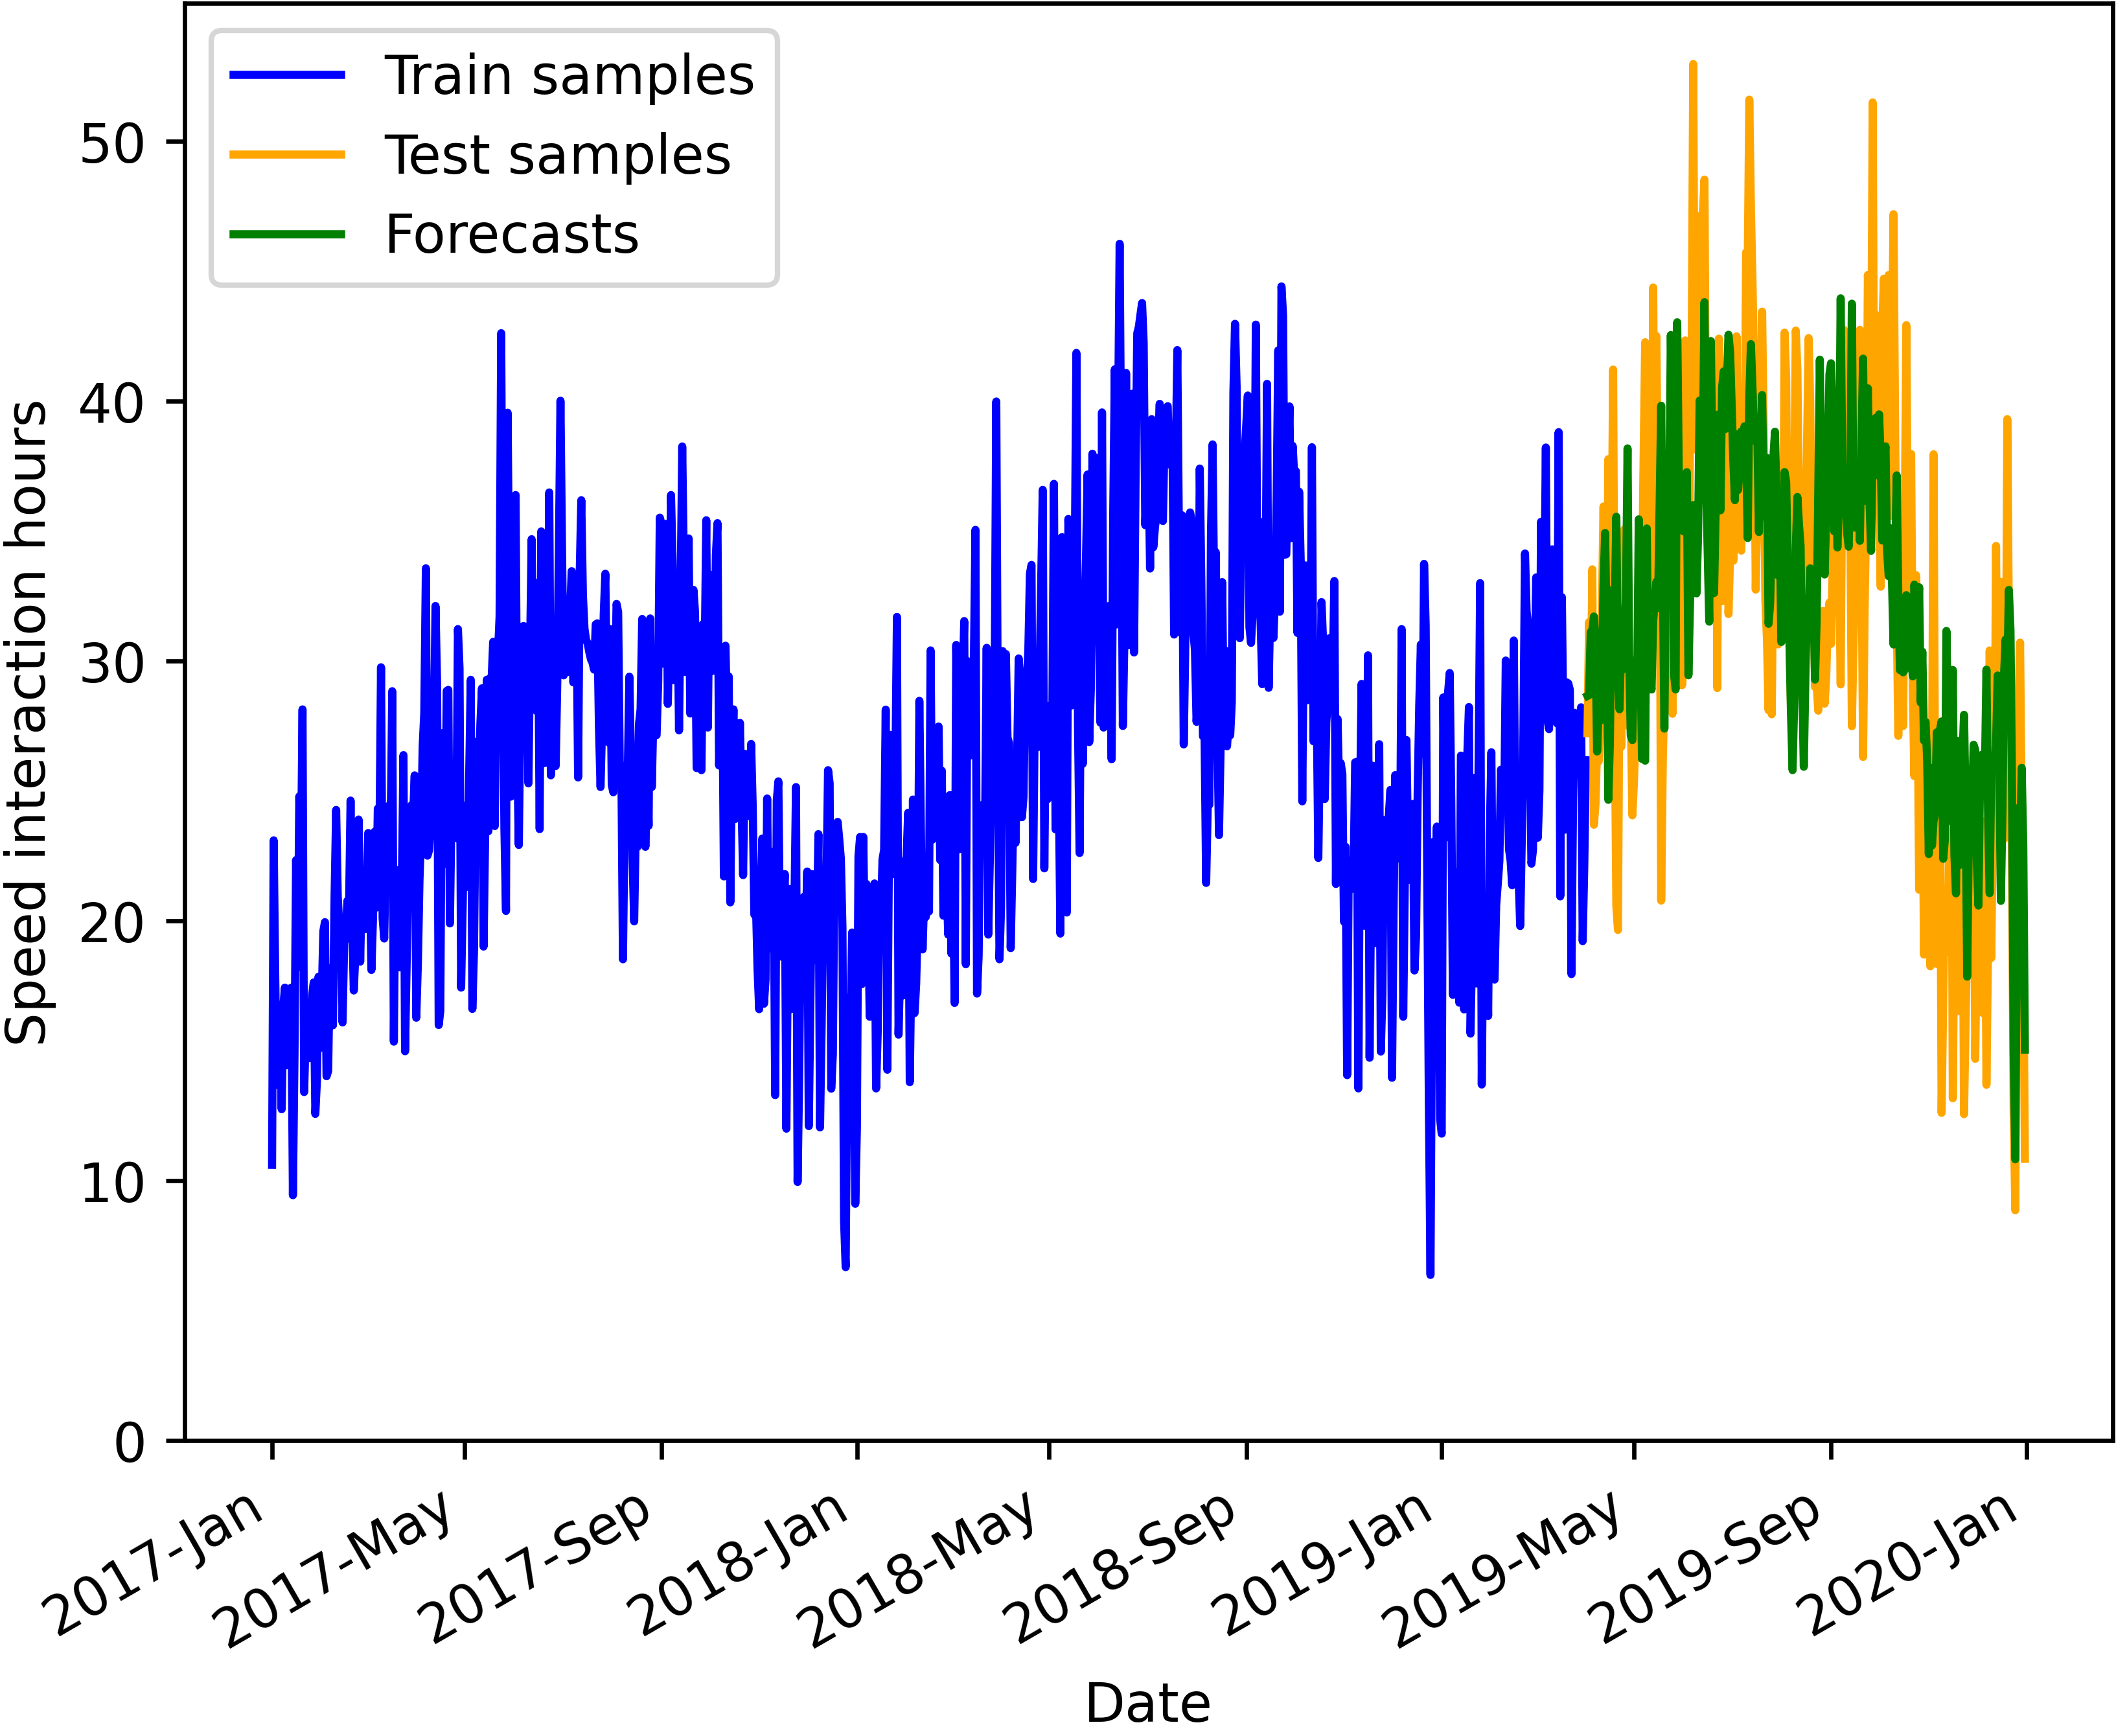 Train samples
Test samples
Forecasts
50
40
30
20
10
0
Speed interaction hours
2017-Jan
2017-May
2017-Sep
2018-Jan
2018-May
2018-Sep
2019-Jan
2019-May
2019-Sep
2020-Jan
Date